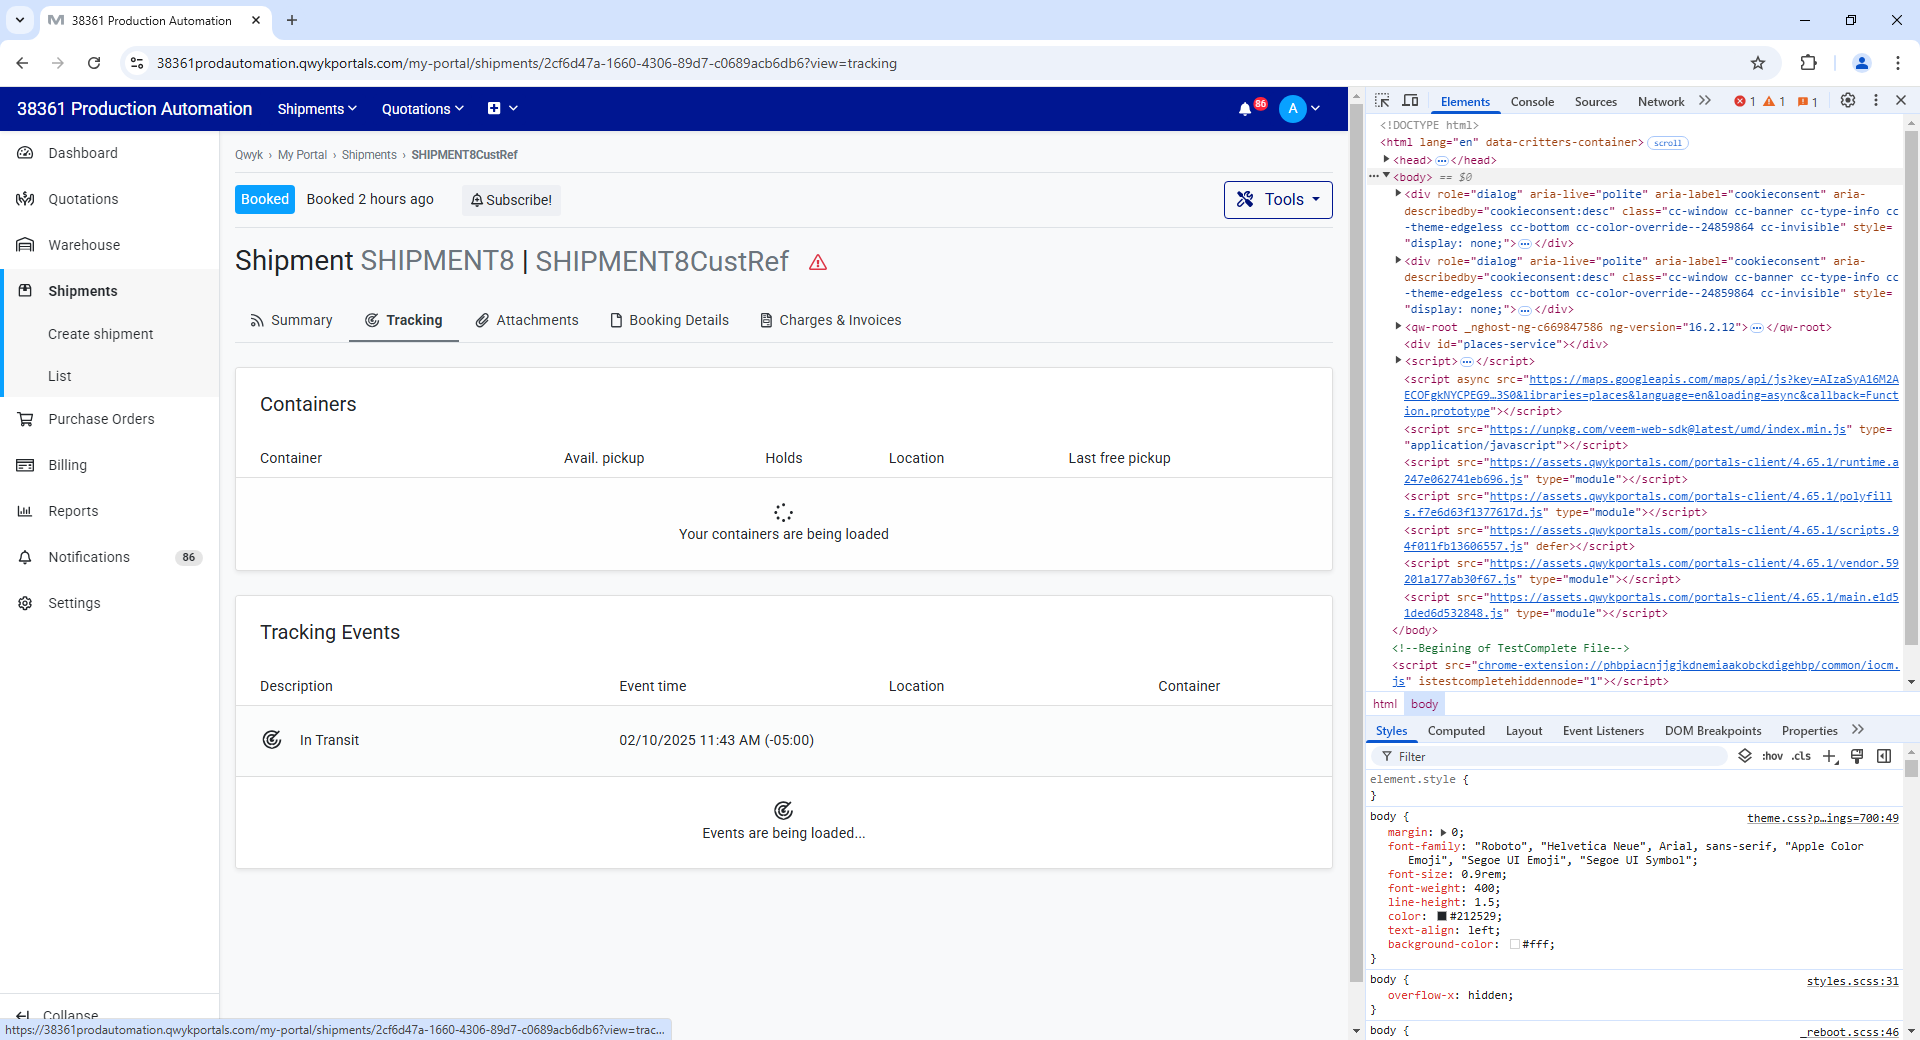 38361 Production Automation
38361prodautomation.qwykportals.com/my-portal/shipments/2cf6d47a-1660-4306-89d7-c0689acb6db6?view=tracking
38361 Production Automation
Shipments
Quotations
86
A
Dashboard
Quotations
Warehouse
Shipments
Create shipment
List
Purchase Orders
Billing
Reports
Notifications
86
Settings
Collapse
Qwyk › My Portal › Shipments › SHIPMENT8CustRef
Booked
Booked 2 hours ago
Subscribe!
Tools
Shipment SHIPMENT8 | SHIPMENT8CustRef
Summary
Tracking
Attachments
Booking Details
Charges & Invoices
Containers
Container Avail. pickup Holds Location Last free pickup
Your containers are being loaded
Tracking Events
Description Event time Location Container
In Transit 02/10/2025 11:43 AM (-05:00)
Events are being loaded...
https://38361prodautomation.qwykportals.com/my-portal/shipments/2cf6d47a-1660-4306-89d7-c0689acb6db6?view=trac...
Elements Console Sources Network 1 1 1
<!DOCTYPE html>
<html lang="en" data-critters-container> scroll
<head> … </head>
<body> == $0
<div role="dialog" aria-live="polite" aria-label="cookieconsent" aria-
describedby="cookieconsent:desc" class="cc-window cc-banner cc-type-info cc
-theme-edgeless cc-bottom cc-color-override--24859864 cc-invisible" style=
"display: none;"> … </div>
<div role="dialog" aria-live="polite" aria-label="cookieconsent" aria-
describedby="cookieconsent:desc" class="cc-window cc-banner cc-type-info cc
-theme-edgeless cc-bottom cc-color-override--24859864 cc-invisible" style=
"display: none;"> … </div>
<qw-root _nghost-ng-c669847586 ng-version="16.2.12"> … </qw-root>
<div id="places-service"></div>
<script> … </script>
<script async src="https://maps.googleapis.com/maps/api/js?key=AIzaSyA16M2A
ECOFgkNYCPEG9…3S0&libraries=places&language=en&loading=async&callback=Funct
ion.prototype"></script>
<script src="https://unpkg.com/veem-web-sdk@latest/umd/index.min.js" type=
"application/javascript"></script>
<script src="https://assets.qwykportals.com/portals-client/4.65.1/runtime.a
247e062741eb696.js" type="module"></script>
<script src="https://assets.qwykportals.com/portals-client/4.65.1/polyfill
s.f7e6d63f1377617d.js" type="module"></script>
<script src="https://assets.qwykportals.com/portals-client/4.65.1/scripts.9
4f011fb13606557.js" defer></script>
<script src="https://assets.qwykportals.com/portals-client/4.65.1/vendor.59
201a177ab30f67.js" type="module"></script>
<script src="https://assets.qwykportals.com/portals-client/4.65.1/main.e1d5
1ded6d532848.js" type="module"></script>
</body>
<!--Begining of TestComplete File-->
<script src="chrome-extension://phbpiacnjjgjkdnemiaakobckdigehbp/common/iocm.
js" istestcompletehiddennode="1"></script>
html body
Styles Computed Layout Event Listeners DOM Breakpoints Properties
Filter :hov .cls
element.style {
}
body { theme.css?p…ings=700:49
margin: 0;
font-family: "Roboto", "Helvetica Neue", Arial, sans-serif, "Apple Color
Emoji", "Segoe UI Emoji", "Segoe UI Symbol";
font-size: 0.9rem;
font-weight: 400;
line-height: 1.5;
color: #212529;
text-align: left;
background-color: #fff;
}
body { styles.scss:31
overflow-x: hidden;
}
body { _reboot.scss:46